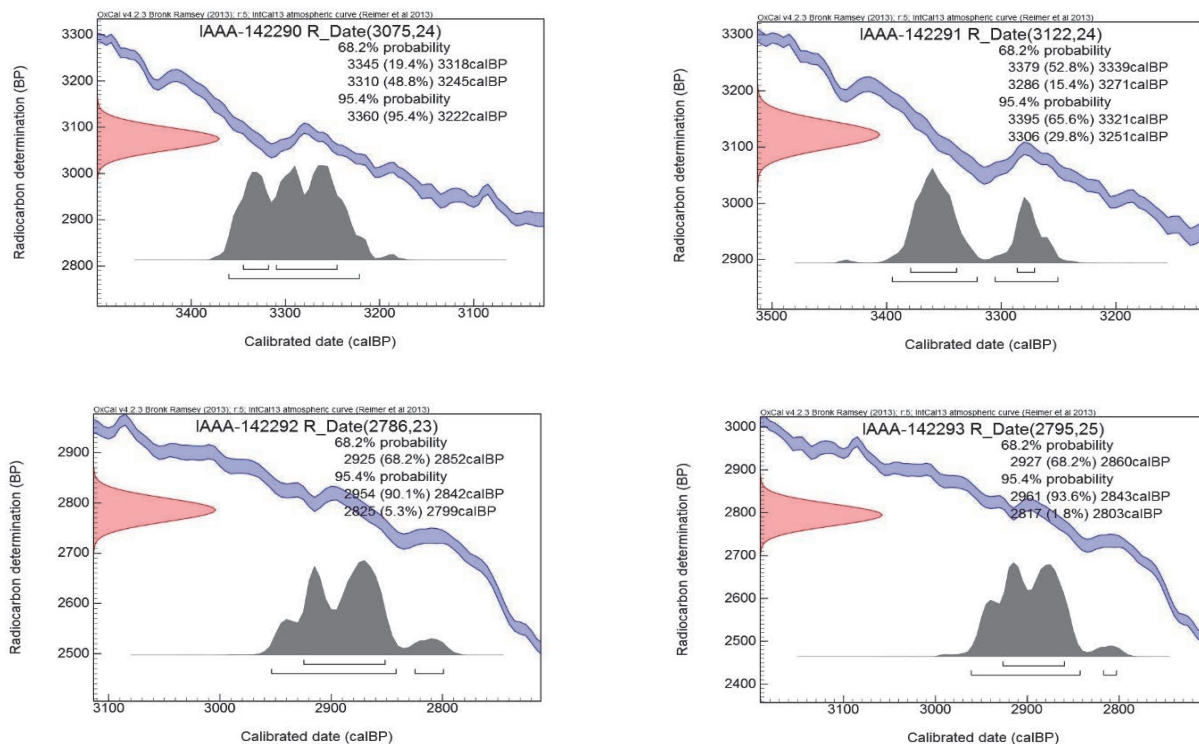 OxCal v4.2.3 Bronk Ramsey (2013); r:5; IntCal13 atmospheric curve (Reimer et al 2013)
IAAA-142290 R_Date(3075,24)
68.2% probability
3345 (19.4%) 3318calBP
3310 (48.8%) 3245calBP
95.4% probability
3360 (95.4%) 3222calBP
Radiocarbon determination (BP)
3300
3200
3100
3000
2900
2800
3400
3300
3200
3100
Calibrated date (calBP)
OxCal v4.2.3 Bronk Ramsey (2013); r:5; IntCal13 atmospheric curve (Reimer et al 2013)
IAAA-142291 R_Date(3122,24)
68.2% probability
3379 (52.8%) 3339calBP
3286 (15.4%) 3271calBP
95.4% probability
3395 (65.6%) 3321calBP
3306 (29.8%) 3251calBP
Radiocarbon determination (BP)
3300
3200
3100
3000
2900
3500
3400
3300
3200
Calibrated date (calBP)
OxCal v4.2.3 Bronk Ramsey (2013); r:5; IntCal13 atmospheric curve (Reimer et al 2013)
IAAA-142292 R_Date(2786,23)
68.2% probability
2925 (68.2%) 2852calBP
95.4% probability
2954 (90.1%) 2842calBP
2825 (5.3%) 2799calBP
Radiocarbon determination (BP)
2900
2800
2700
2600
2500
3100
3000
2900
2800
Calibrated date (calBP)
OxCal v4.2.3 Bronk Ramsey (2013); r:5; IntCal13 atmospheric curve (Reimer et al 2013)
IAAA-142293 R_Date(2795,25)
68.2% probability
2927 (68.2%) 2860calBP
95.4% probability
2961 (93.6%) 2843calBP
2817 (1.8%) 2803calBP
Radiocarbon determination (BP)
3000
2900
2800
2700
2600
2500
2400
3100
3000
2900
2800
Calibrated date (calBP)